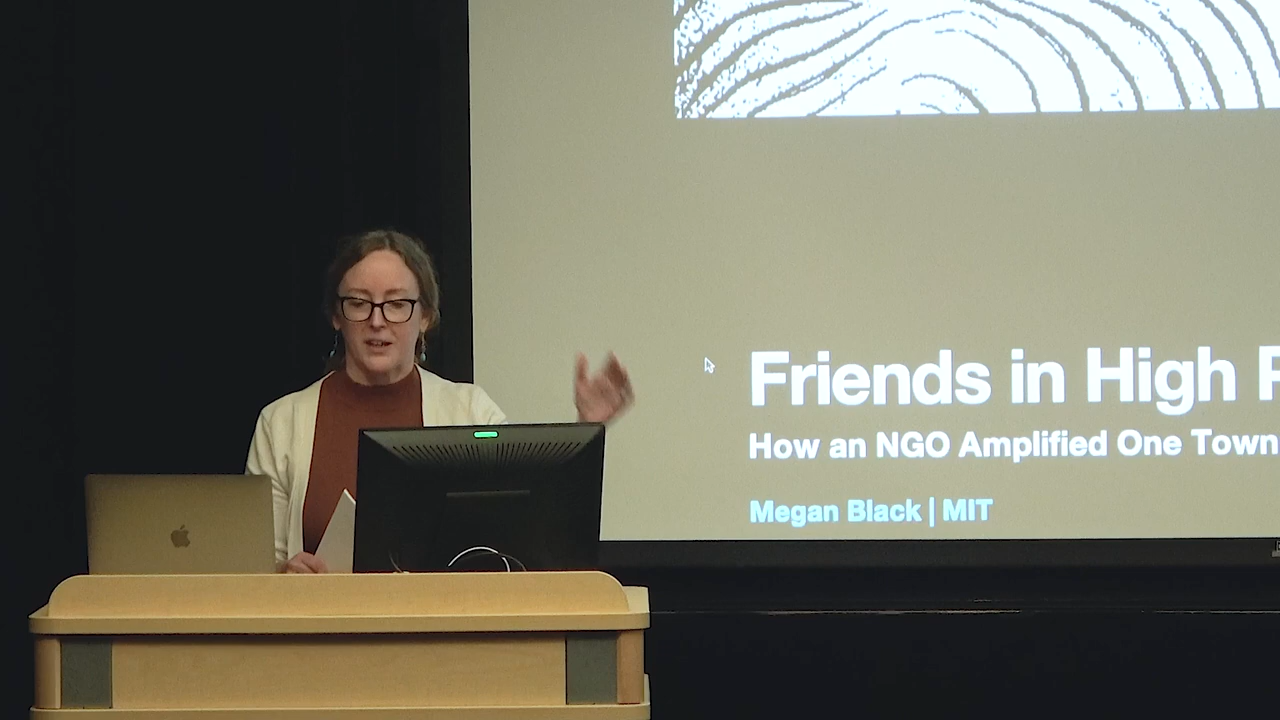 Friends in High
How an NGO Amplified One Town
Megan Black | MIT